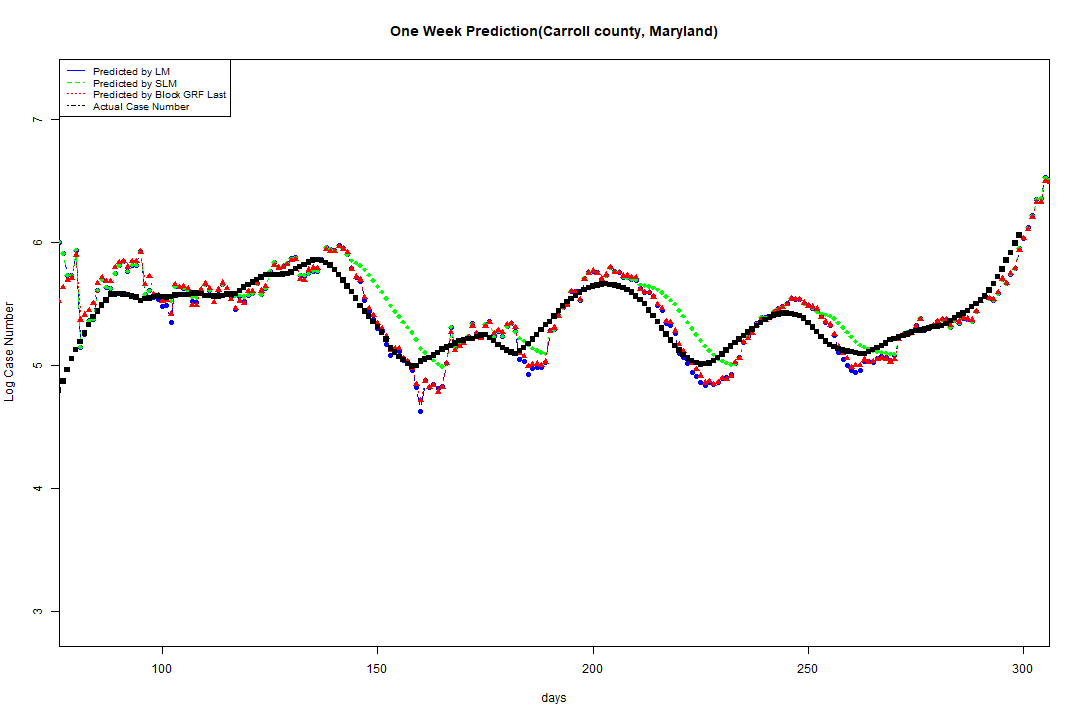 One Week Prediction(Carroll county, Maryland)
Predicted by LM
Predicted by SLM
Predicted by Block GRF Last
Actual Case Number
7
6
5
4
3
Log Case Number
100 150 200 250 300
days